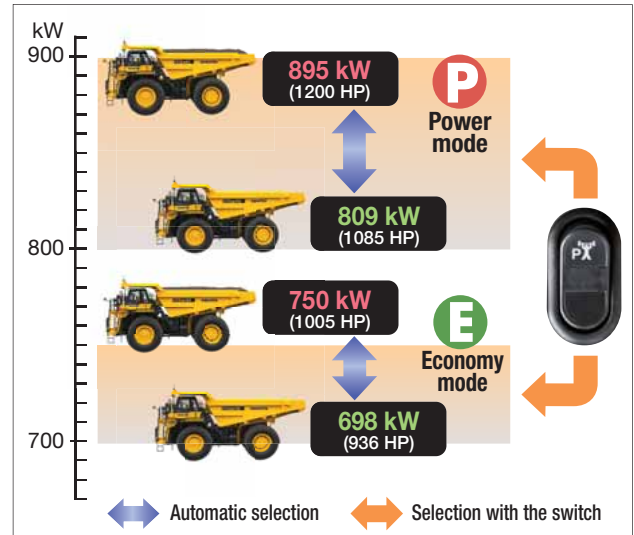 kW
900
895 kW
(1200 HP)
P
Power
mode
809 kW
(1085 HP)
800
P
750 kW
(1005 HP)
E
Economy
mode
698 kW
(936 HP)
700
Automatic selection
Selection with the switch